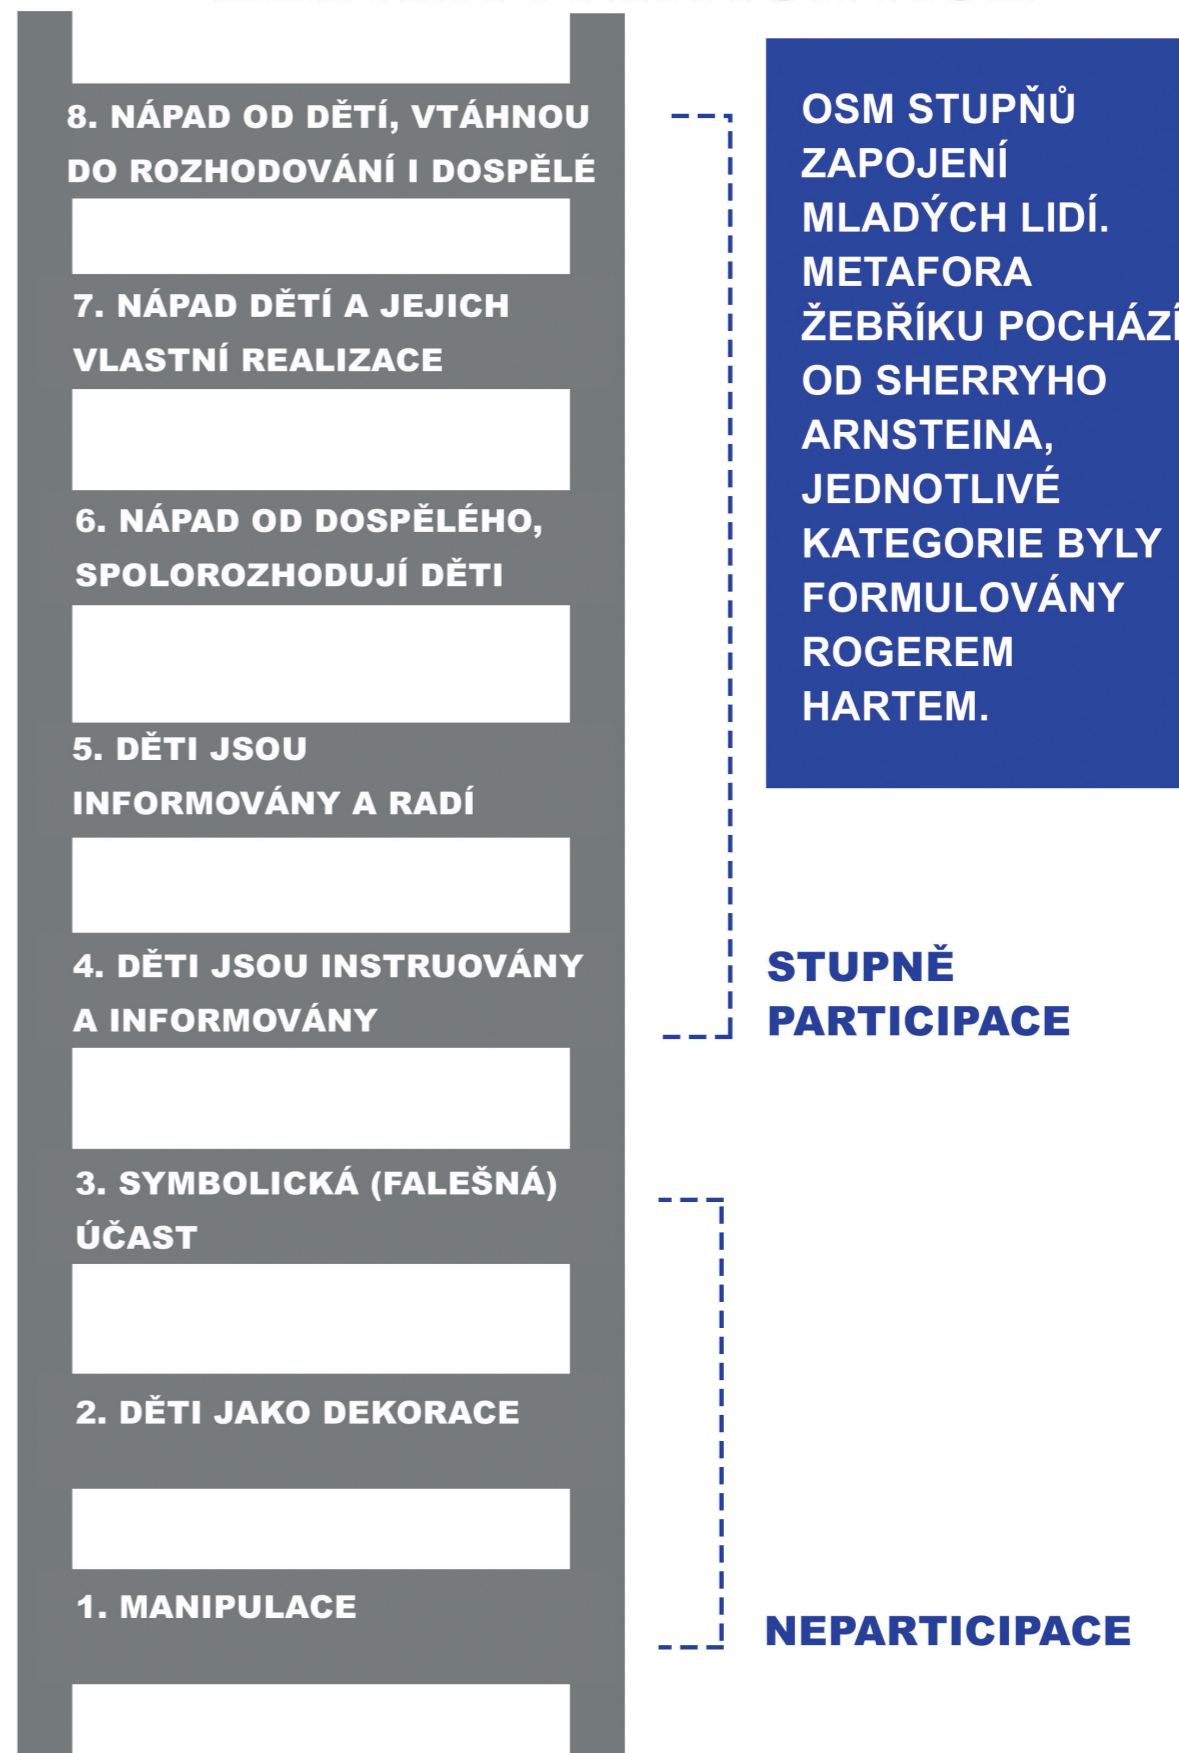 8. NÁPAD OD DĚTÍ, VTÁHNOU
DO ROZHODOVÁNÍ I DOSPĚLÉ
7. NÁPAD DĚTÍ A JEJICH
VLASTNÍ REALIZACE
6. NÁPAD OD DOSPĚLÉHO,
SPOLOROZHODUJÍ DĚTI
5. DĚTI JSOU
INFORMOVÁNY A RADÍ
4. DĚTI JSOU INSTRUOVÁNY
A INFORMOVÁNY
3. SYMBOLICKÁ (FALEŠNÁ)
ÚČAST
2. DĚTI JAKO DEKORACE
1. MANIPULACE
OSM STUPŇŮ
ZAPOJENÍ
MLADÝCH LIDÍ.
METAFORA
ŽEBŘÍKU POCHÁZÍ
OD SHERRYHO
ARNSTEINA,
JEDNOTLIVÉ
KATEGORIE BYLY
FORMULOVÁNY
ROGEREM
HARTEM.
STUPNĚ
PARTICIPACE
NEPARTICIPACE